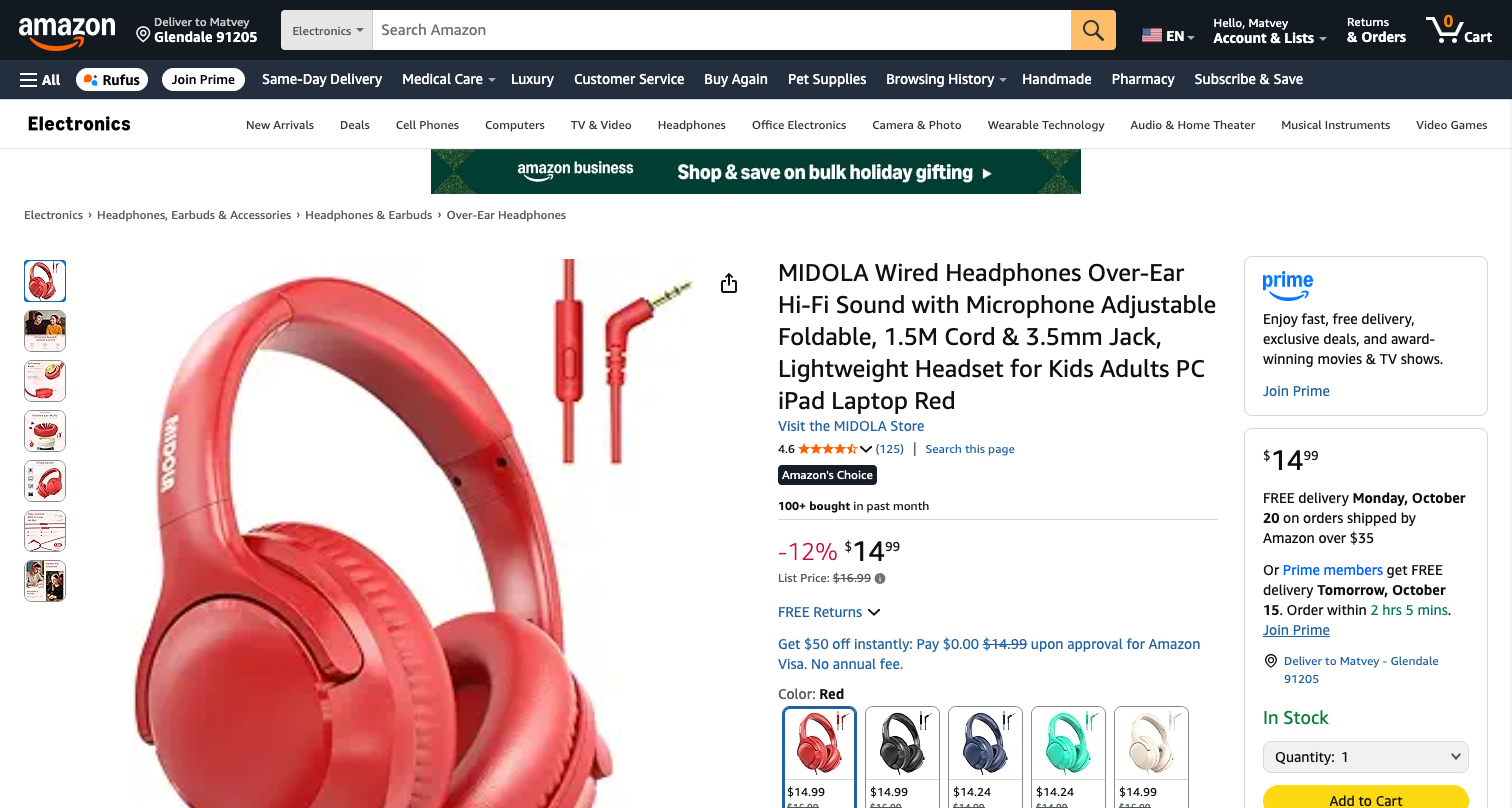 amazon
Deliver to Matvey
Glendale 91205
Electronics
Search Amazon
EN
Hello, Matvey
Account & Lists
Returns
& Orders
0
Cart
All
Rufus
Join Prime
Same-Day Delivery
Medical Care
Luxury
Customer Service
Buy Again
Pet Supplies
Browsing History
Handmade
Pharmacy
Subscribe & Save
Electronics
New Arrivals
Deals
Cell Phones
Computers
TV & Video
Headphones
Office Electronics
Camera & Photo
Wearable Technology
Audio & Home Theater
Musical Instruments
Video Games
amazon business
Shop & save on bulk holiday gifting ▸
Electronics › Headphones, Earbuds & Accessories › Headphones & Earbuds › Over-Ear Headphones
MIDOLA
MIDOLA Wired Headphones Over-Ear
Hi-Fi Sound with Microphone Adjustable
Foldable, 1.5M Cord & 3.5mm Jack,
Lightweight Headset for Kids Adults PC
iPad Laptop Red
Visit the MIDOLA Store
4.6 (125) | Search this page
Amazon's Choice
100+ bought in past month
-12% $14.99
List Price: $16.99
FREE Returns
Get $50 off instantly: Pay $0.00 $14.99 upon approval for Amazon
Visa. No annual fee.
Color: Red
$14.99
$14.99
$14.24
$14.24
$14.99
prime
Enjoy fast, free delivery,
exclusive deals, and award-
winning movies & TV shows.
Join Prime
$14.99
FREE delivery Monday, October
20 on orders shipped by
Amazon over $35
Or Prime members get FREE
delivery Tomorrow, October
15. Order within 2 hrs 5 mins.
Join Prime
Deliver to Matvey - Glendale
91205
In Stock
Quantity: 1
Add to Cart